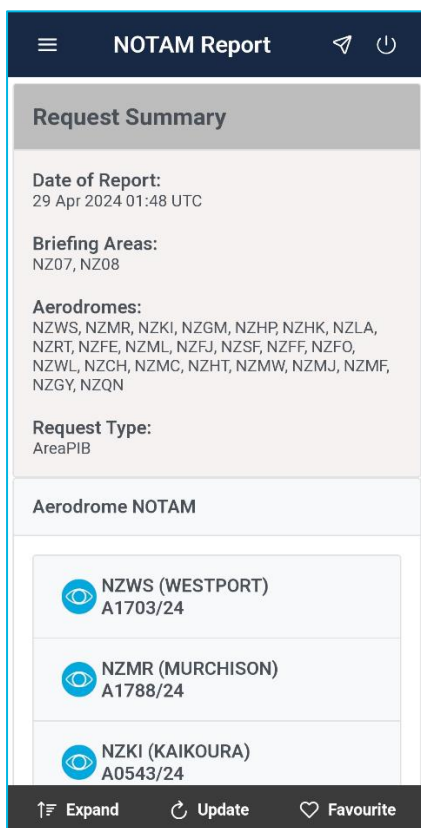 NOTAM Report
Request Summary
Date of Report:
29 Apr 2024 01:48 UTC
Briefing Areas:
NZ07, NZ08
Aerodromes:
NZWS, NZMR, NZKI, NZGM, NZHP, NZHK, NZLA,
NZRT, NZFE, NZML, NZFJ, NZSF, NZFF, NZFO,
NZWL, NZCH, NZMC, NZHT, NZMW, NZMJ, NZMF,
NZGY, NZQN
Request Type:
AreaPIB
Aerodrome NOTAM
NZWS (WESTPORT)
A1703/24
NZMR (MURCHISON)
A1788/24
NZKI (KAIKOURA)
A0543/24
Expand Update Favourite